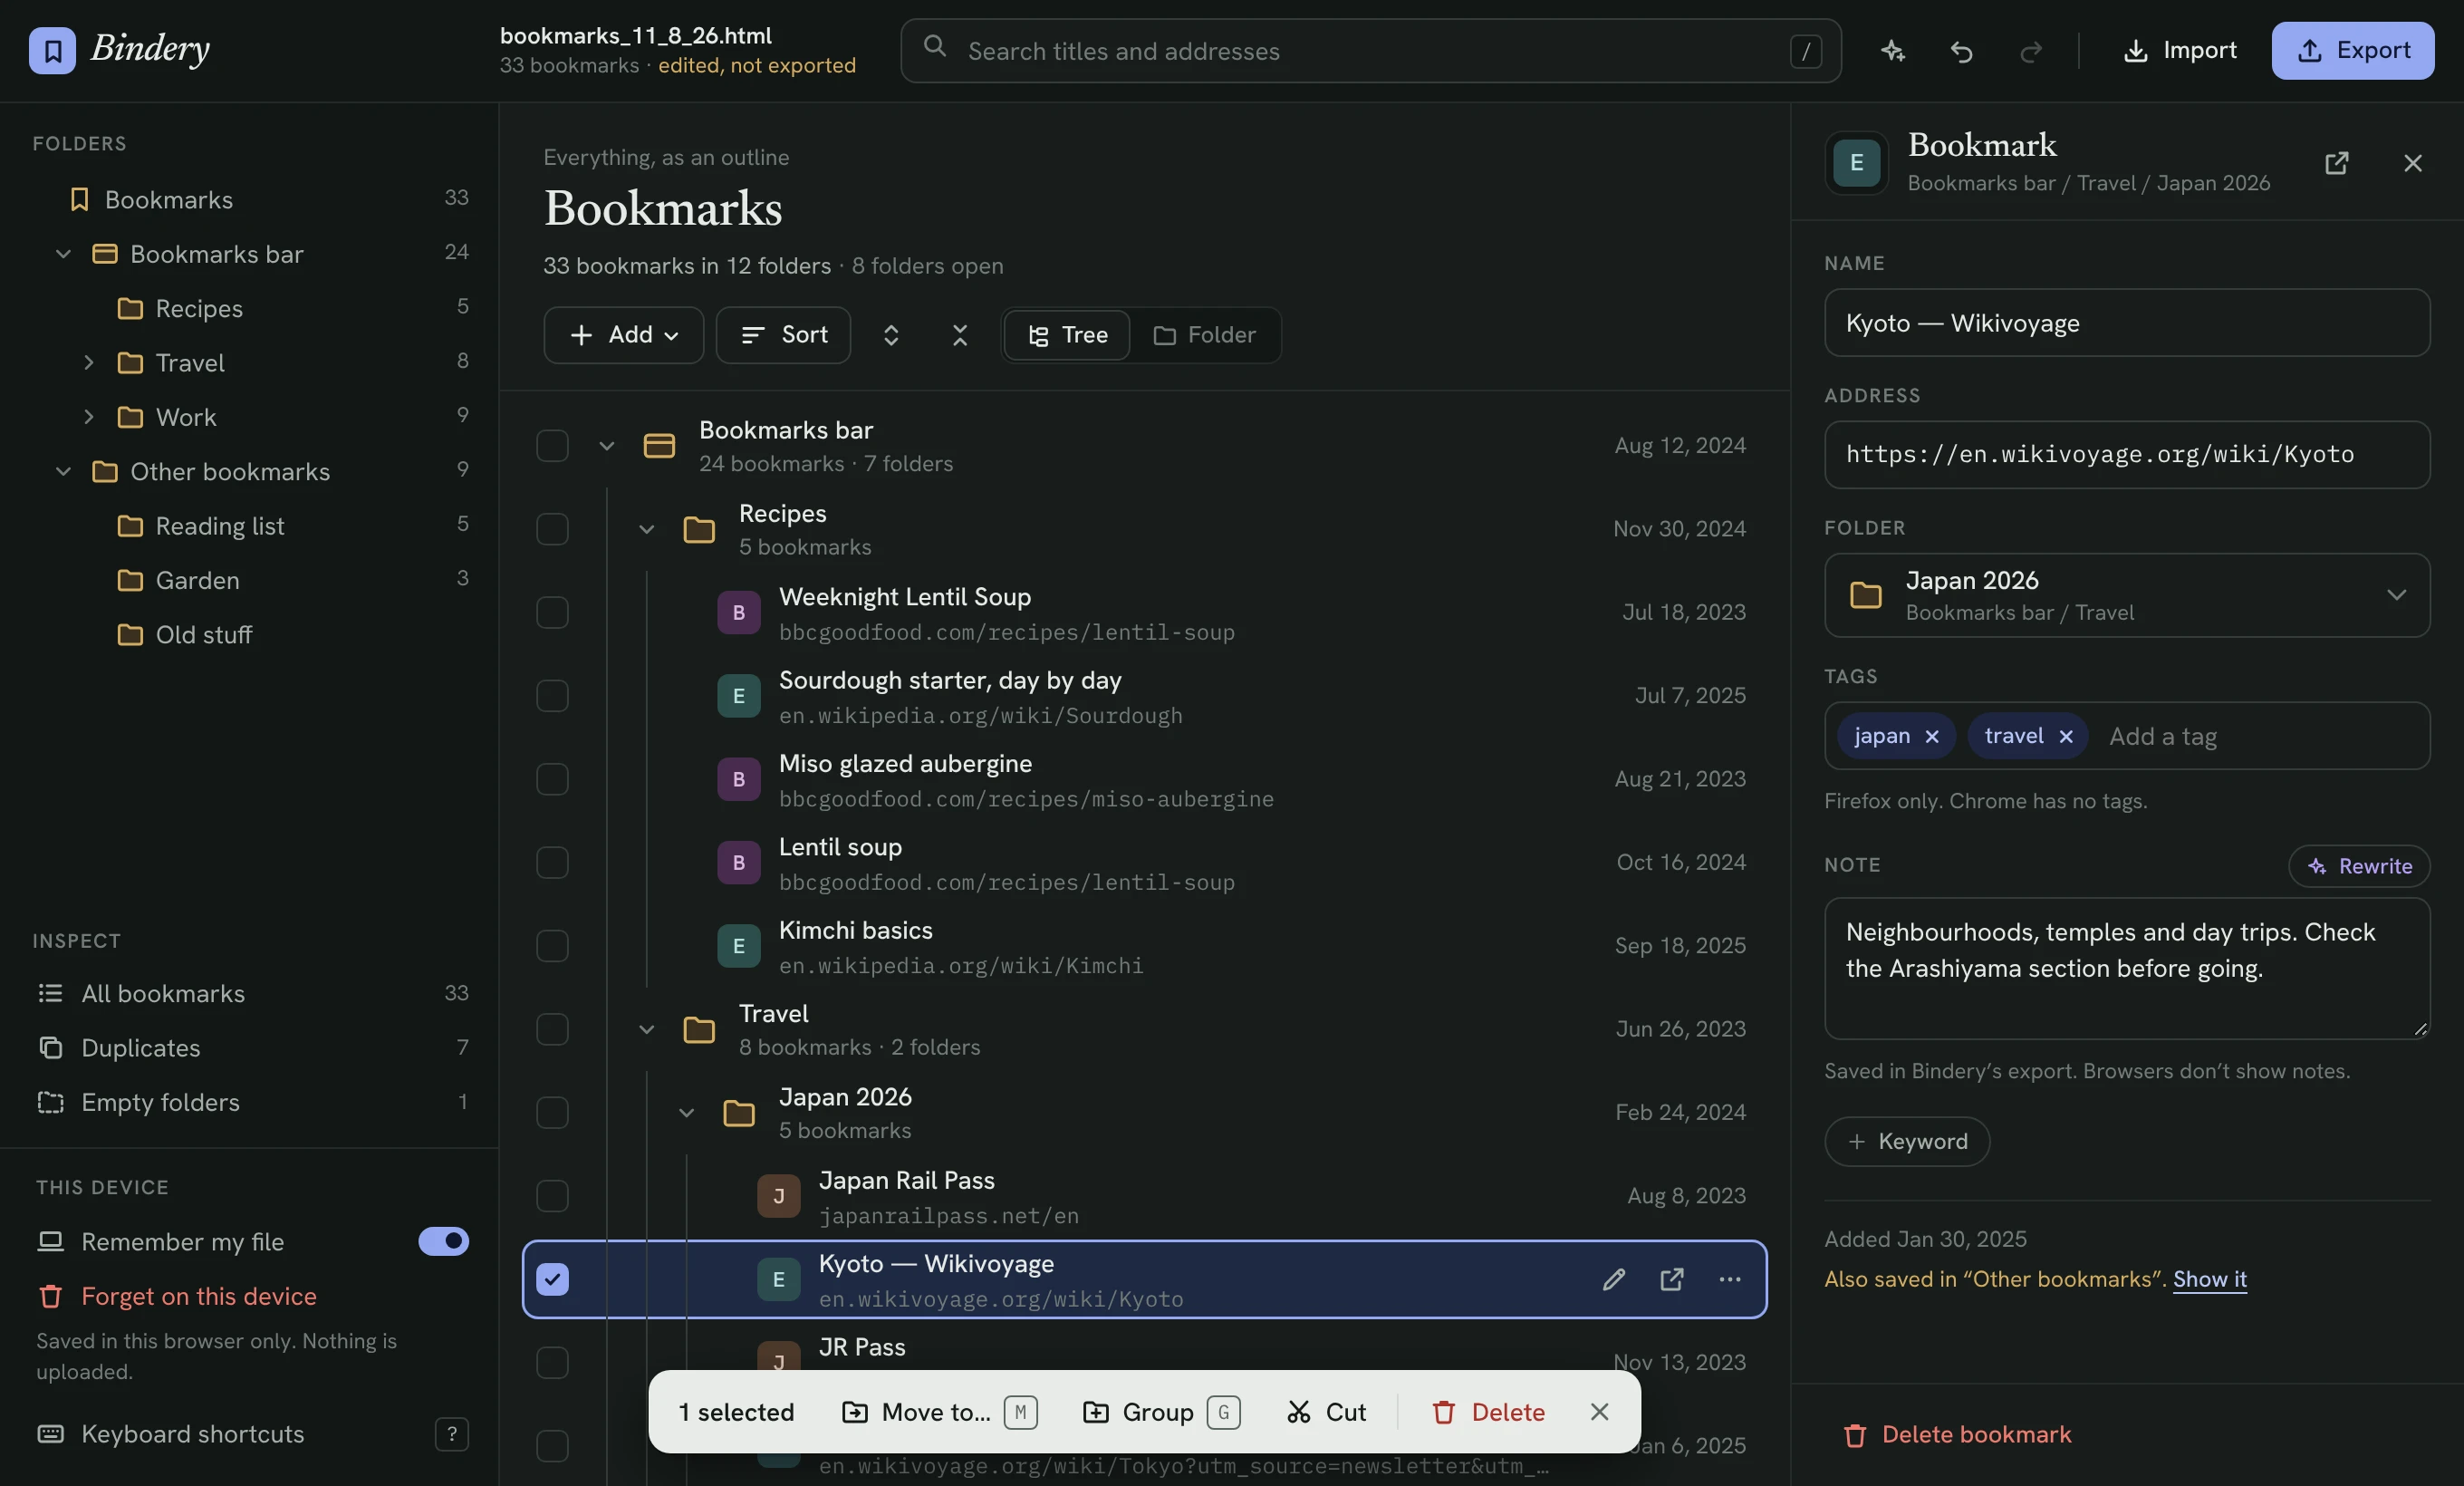 Bindery
bookmarks_11_8_26.html
33 bookmarks · edited, not exported
Search titles and addresses
/
Import
Export
FOLDERS
Bookmarks 33
Bookmarks bar 24
Recipes 5
Travel 8
Work 9
Other bookmarks 9
Reading list 5
Garden 3
Old stuff
INSPECT
All bookmarks 33
Duplicates 7
Empty folders 1
THIS DEVICE
Remember my file
Forget on this device
Saved in this browser only. Nothing is
uploaded.
Keyboard shortcuts ?
Everything, as an outline
Bookmarks
33 bookmarks in 12 folders · 8 folders open
Add
Sort
Tree
Folder
Bookmarks bar
24 bookmarks · 7 folders
Aug 12, 2024
Recipes
5 bookmarks
Nov 30, 2024
B
Weeknight Lentil Soup
bbcgoodfood.com/recipes/lentil-soup
Jul 18, 2023
E
Sourdough starter, day by day
en.wikipedia.org/wiki/Sourdough
Jul 7, 2025
B
Miso glazed aubergine
bbcgoodfood.com/recipes/miso-aubergine
Aug 21, 2023
B
Lentil soup
bbcgoodfood.com/recipes/lentil-soup
Oct 16, 2024
E
Kimchi basics
en.wikipedia.org/wiki/Kimchi
Sep 18, 2025
Travel
8 bookmarks · 2 folders
Jun 26, 2023
Japan 2026
5 bookmarks
Feb 24, 2024
J
Japan Rail Pass
japanrailpass.net/en
Aug 8, 2023
E
Kyoto — Wikivoyage
en.wikivoyage.org/wiki/Kyoto
J
JR Pass
Nov 13, 2023
1 selected
Move to... M
Group G
Cut
Delete
Jan 6, 2025
en.wikivoyage.org/wiki/Tokyo?utm_source=newsletter&utm_…
E
Bookmark
Bookmarks bar / Travel / Japan 2026
NAME
Kyoto — Wikivoyage
ADDRESS
https://en.wikivoyage.org/wiki/Kyoto
FOLDER
Japan 2026
Bookmarks bar / Travel
TAGS
japan
travel
Add a tag
Firefox only. Chrome has no tags.
NOTE
Rewrite
Neighbourhoods, temples and day trips. Check
the Arashiyama section before going.
Saved in Bindery’s export. Browsers don’t show notes.
Keyword
Added Jan 30, 2025
Also saved in “Other bookmarks”. Show it
Delete bookmark